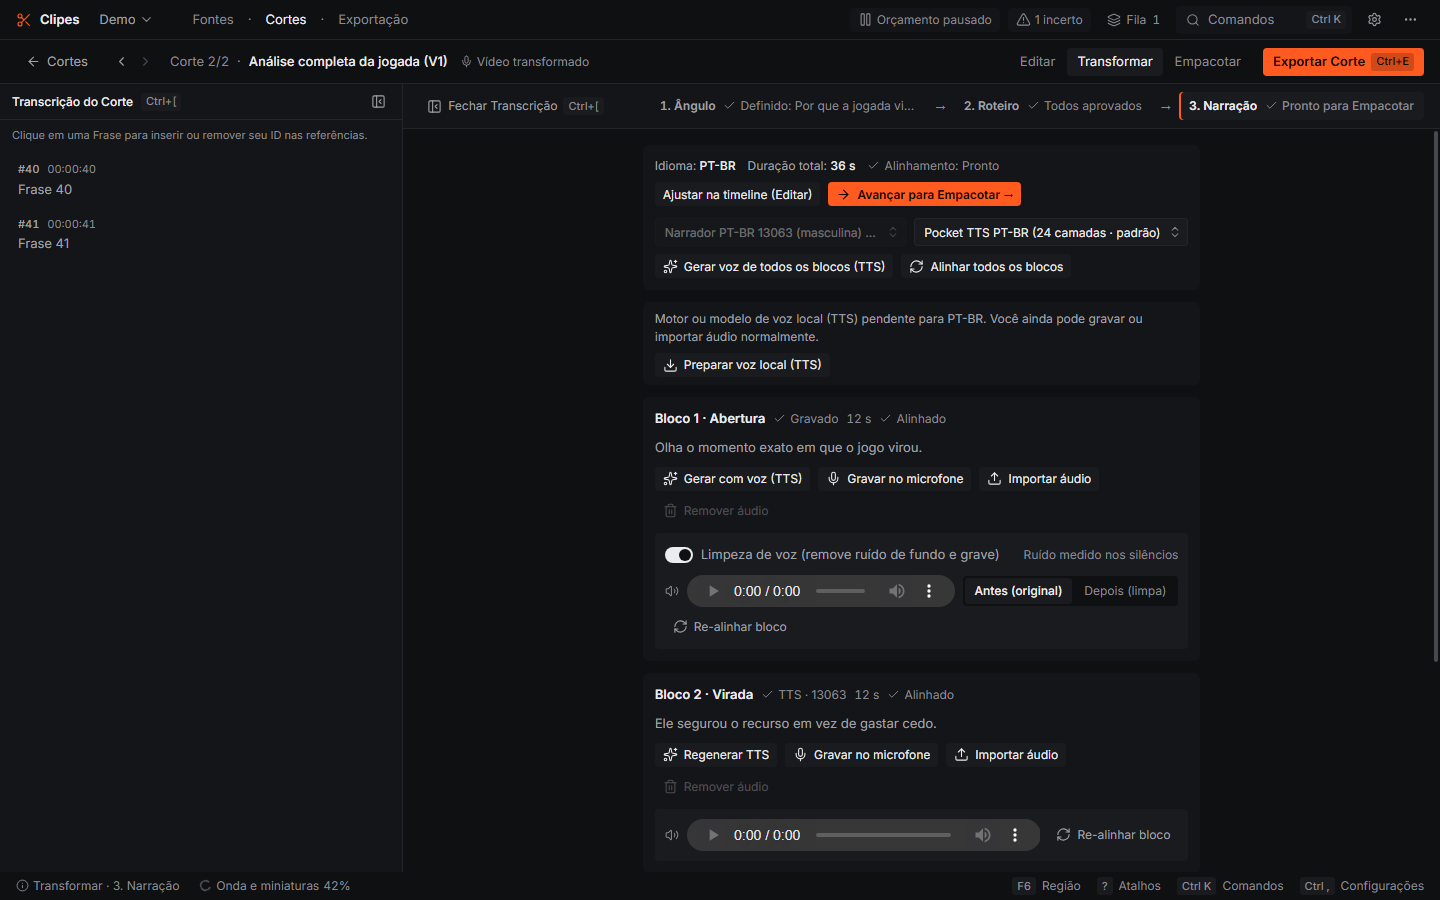 Clipes Demo Fontes · Cortes · Exportação Orçamento pausado 1 incerto Fila 1 Comandos Ctrl K
← Cortes Corte 2/2 · Análise completa da jogada (V1) Vídeo transformado Editar Transformar Empacotar Exportar Corte Ctrl+E
Transcrição do Corte Ctrl+[
Clique em uma Frase para inserir ou remover seu ID nas referências.
#40 00:00:40
Frase 40
#41 00:00:41
Frase 41
Fechar Transcrição Ctrl+[ 1. Ângulo Definido: Por que a jogada vi... → 2. Roteiro Todos aprovados → 3. Narração Pronto para Empacotar
Idioma: PT-BR Duração total: 36 s Alinhamento: Pronto
Ajustar na timeline (Editar) Avançar para Empacotar →
Narrador PT-BR 13063 (masculina) ... Pocket TTS PT-BR (24 camadas · padrão)
Gerar voz de todos os blocos (TTS) Alinhar todos os blocos
Motor ou modelo de voz local (TTS) pendente para PT-BR. Você ainda pode gravar ou
importar áudio normalmente.
Preparar voz local (TTS)
Bloco 1 · Abertura Gravado 12 s Alinhado
Olha o momento exato em que o jogo virou.
Gerar com voz (TTS) Gravar no microfone Importar áudio
Remover áudio
Limpeza de voz (remove ruído de fundo e grave) Ruído medido nos silêncios
0:00 / 0:00 Antes (original) Depois (limpa)
Re-alinhar bloco
Bloco 2 · Virada TTS · 13063 12 s Alinhado
Ele segurou o recurso em vez de gastar cedo.
Regenerar TTS Gravar no microfone Importar áudio
Remover áudio
0:00 / 0:00 Re-alinhar bloco
Transformar · 3. Narração Onda e miniaturas 42% F6 Região ? Atalhos Ctrl K Comandos Ctrl , Configurações